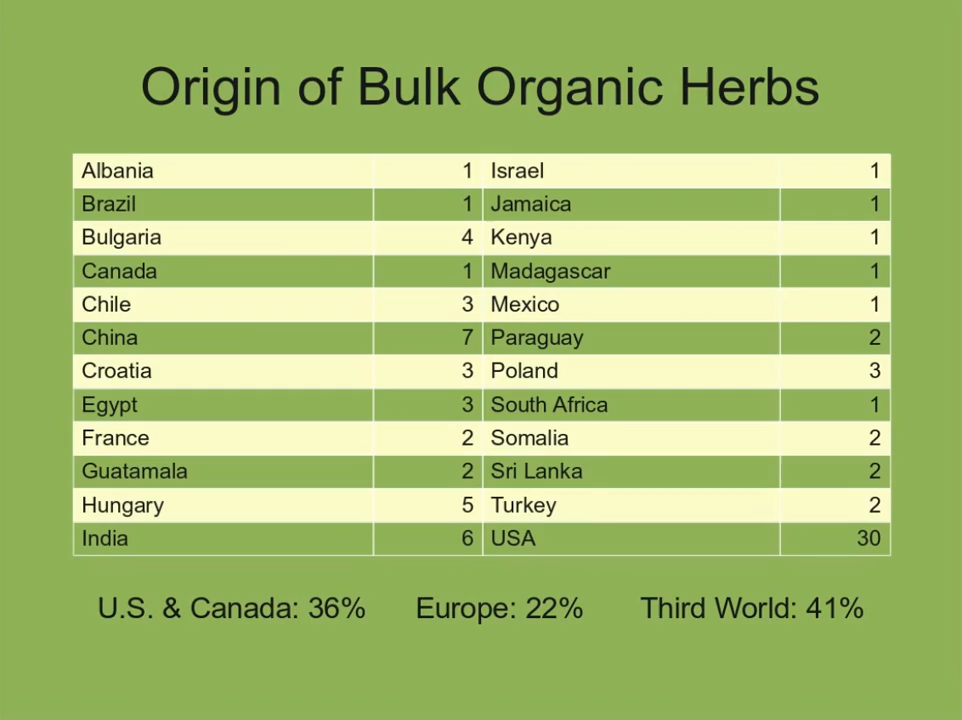 Origin of Bulk Organic Herbs
Albania 1 Israel 1
Brazil 1 Jamaica 1
Bulgaria 4 Kenya 1
Canada 1 Madagascar 1
Chile 3 Mexico 1
China 7 Paraguay 2
Croatia 3 Poland 3
Egypt 3 South Africa 1
France 2 Somalia 2
Guatamala 2 Sri Lanka 2
Hungary 5 Turkey 2
India 6 USA 30
U.S. & Canada: 36% Europe: 22% Third World: 41%